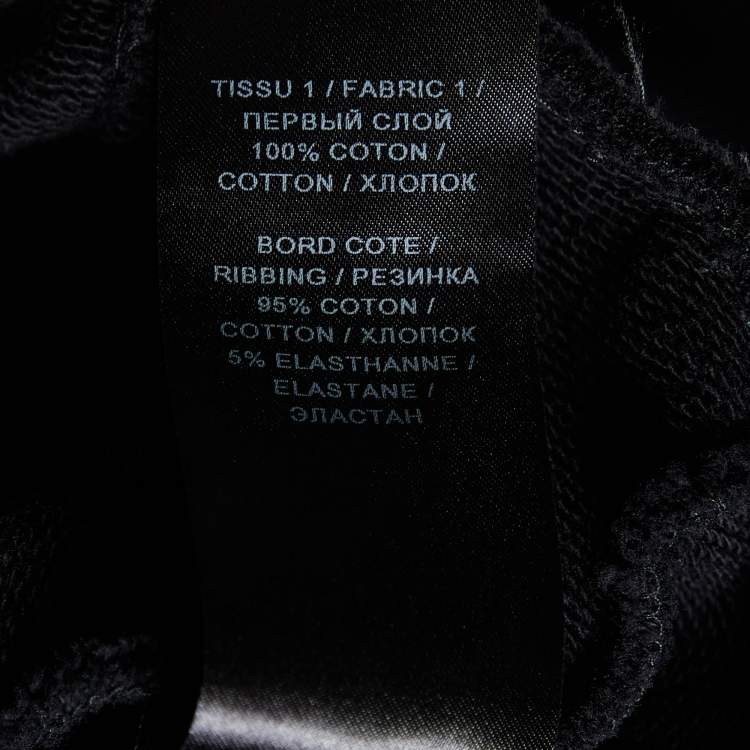 TISSU 1 / FABRIC 1 /
ПЕРВЫЙ СЛОЙ
100% COTON /
COTTON / ХЛОПОК
BORD COTE /
RIBBING / РЕЗИНКА
95% COTON /
COTTON / ХЛОПОК
5% ELASTHANNE /
ELASTANE /
ЭЛАСТАН